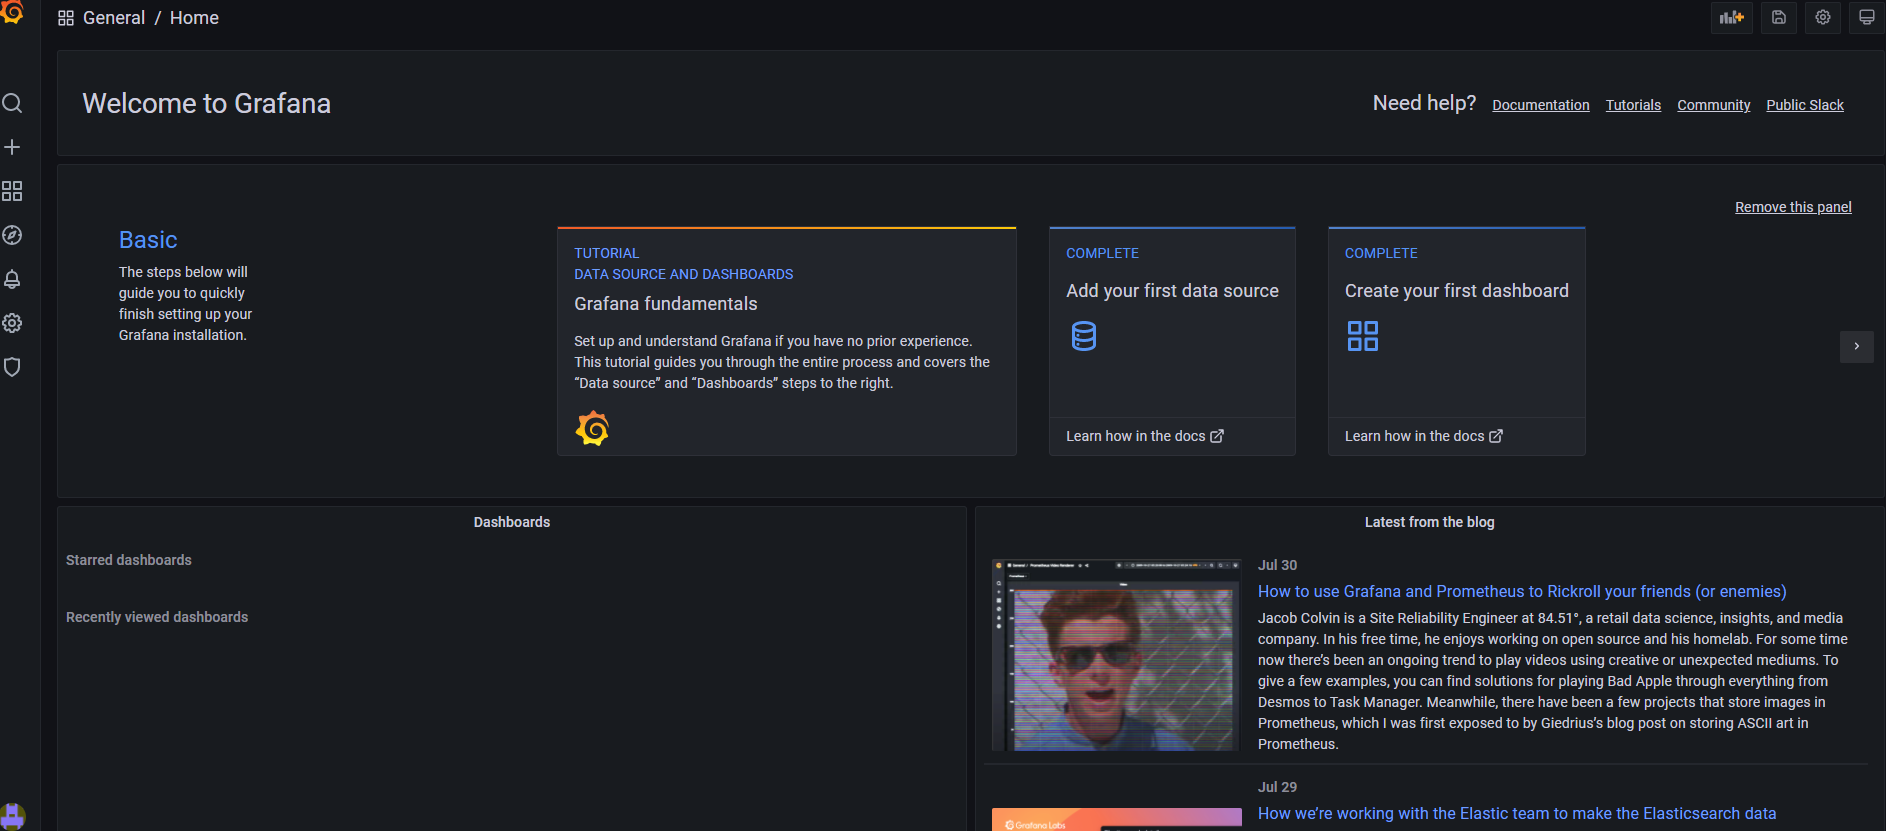 General / Home
Welcome to Grafana
Need help? Documentation Tutorials Community Public Slack
Remove this panel
Basic
The steps below will
guide you to quickly
finish setting up your
Grafana installation.
TUTORIAL
DATA SOURCE AND DASHBOARDS
Grafana fundamentals
Set up and understand Grafana if you have no prior experience.
This tutorial guides you through the entire process and covers the
“Data source” and “Dashboards” steps to the right.
COMPLETE
Add your first data source
Learn how in the docs
COMPLETE
Create your first dashboard
Learn how in the docs
Dashboards
Starred dashboards
Recently viewed dashboards
Latest from the blog
Jul 30
How to use Grafana and Prometheus to Rickroll your friends (or enemies)
Jacob Colvin is a Site Reliability Engineer at 84.51°, a retail data science, insights, and media
company. In his free time, he enjoys working on open source and his homelab. For some time
now there’s been an ongoing trend to play videos using creative or unexpected mediums. To
give a few examples, you can find solutions for playing Bad Apple through everything from
Desmos to Task Manager. Meanwhile, there have been a few projects that store images in
Prometheus, which I was first exposed to by Giedrius’s blog post on storing ASCII art in
Prometheus.
Jul 29
How we’re working with the Elastic team to make the Elasticsearch data
Grafana Labs